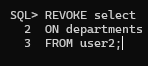 SQL> REVOKE select
  2  ON departments
  3  FROM user2;